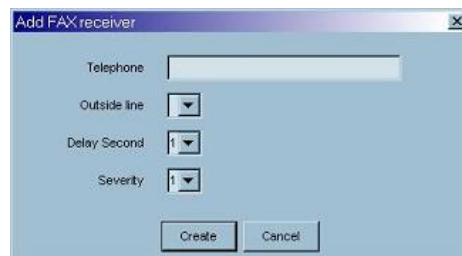 Add FAX receiver
Telephone
Outside line
Delay Second 1
Severity 1
Create Cancel